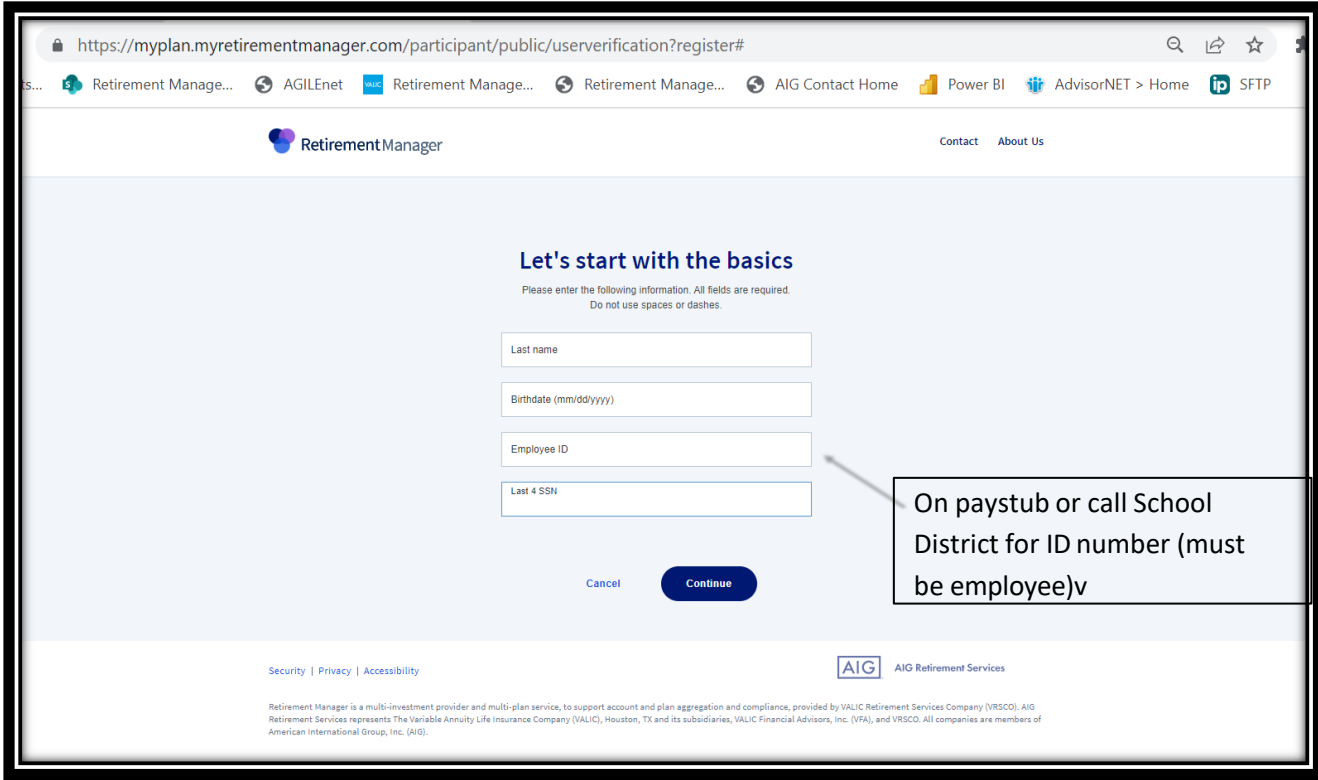 https://myplan.myretirementmanager.com/participant/public/userverification?register#
ts... Retirement Manage... AGILEnet VALIC Retirement Manage... Retirement Manage... AIG Contact Home Power BI AdvisorNET > Home ip SFTP
RetirementManager Contact About Us
Let's start with the basics
Please enter the following information. All fields are required.
Do not use spaces or dashes.
Last name
Birthdate (mm/dd/yyyy)
Employee ID
Last 4 SSN
On paystub or call School
District for ID number (must
be employee)v
Cancel Continue
Security | Privacy | Accessibility
AIG AIG Retirement Services
Retirement Manager is a multi-investment provider and multi-plan service, to support account and plan aggregation and compliance, provided by VALIC Retirement Services Company (VRSCO). AIG
Retirement Services represents The Variable Annuity Life Insurance Company (VALIC), Houston, TX and its subsidiaries, VALIC Financial Advisors, Inc. (VFA), and VRSCO. All companies are members of
American International Group, Inc. (AIG).